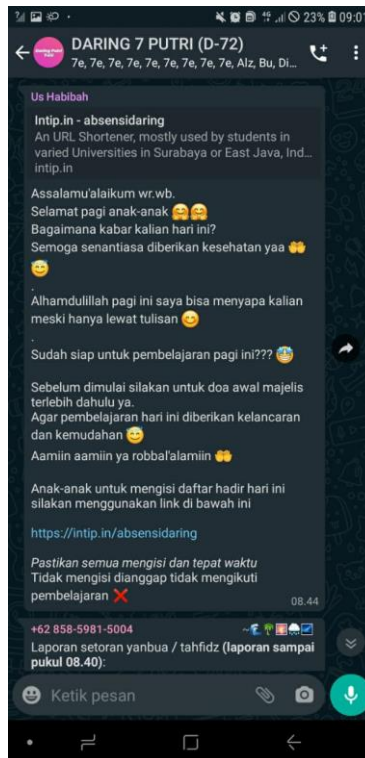 23% 09:01
DARING 7 PUTRI (D-72)
7e, 7e, 7e, 7e, 7e, 7e, 7e, 7e, Alz, Bu, Di...
Us Habibah
Intip.in - absensidaring
An URL Shortener, mostly used by students in
varied Universities in Surabaya or East Java, Ind...
intip.in
Assalamu'alaikum wr.wb.
Selamat pagi anak-anak 🤗🤗
Bagaimana kabar kalian hari ini?
Semoga senantiasa diberikan kesehatan yaa 🤲
😅
.
Alhamdulillah pagi ini saya bisa menyapa kalian
meski hanya lewat tulisan 😊
.
Sudah siap untuk pembelajaran pagi ini???
Sebelum dimulai silakan untuk doa awal majelis
terlebih dahulu ya.
Agar pembelajaran hari ini diberikan kelancaran
dan kemudahan 😇
Aamiin aamiin ya robbal'alamiin 🤲
Anak-anak untuk mengisi daftar hadir hari ini
silakan menggunakan link di bawah ini
https://intip.in/absensidaring
Pastikan semua mengisi dan tepat waktu
Tidak mengisi dianggap tidak mengikuti
pembelajaran ❌
08.44
+62 858-5981-5004
Laporan setoran yanbua / tahfidz (laporan sampai
pukul 08.40):
Ketik pesan